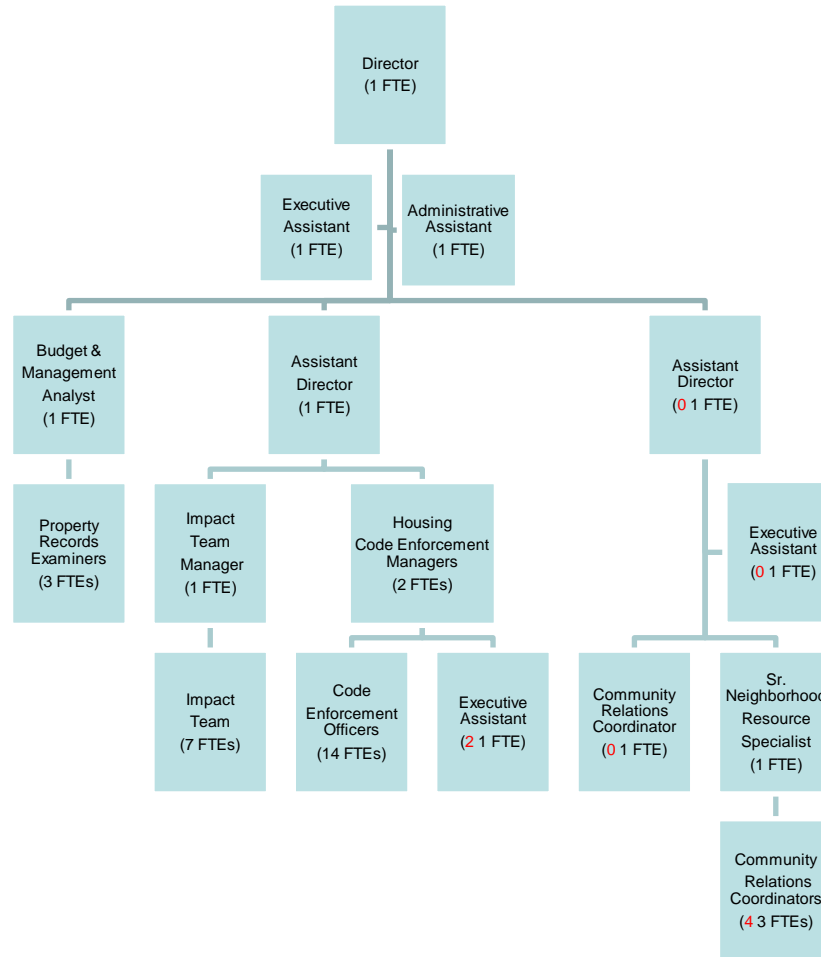 Director
(1 FTE)
Executive
Assistant
(1 FTE)
Administrative
Assistant
(1 FTE)
Budget &
Management
Analyst
(1 FTE)
Assistant
Director
(1 FTE)
Assistant
Director
(0 1 FTE)
Property
Records
Examiners
(3 FTEs)
Impact
Team
Manager
(1 FTE)
Housing
Code Enforcement
Managers
(2 FTEs)
Executive
Assistant
(0 1 FTE)
Impact
Team
(7 FTEs)
Code
Enforcement
Officers
(14 FTEs)
Executive
Assistant
(2 1 FTE)
Community
Relations
Coordinator
(0 1 FTE)
Sr.
Neighborhood
Resource
Specialist
(1 FTE)
Community
Relations
Coordinators
(4 3 FTEs)